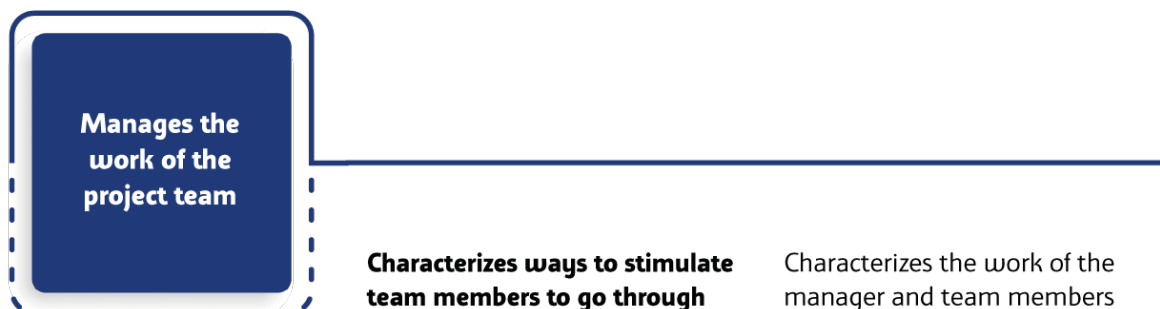 Manages the
work of the
project team
Characterizes ways to stimulate
team members to go through
Characterizes the work of the
manager and team members